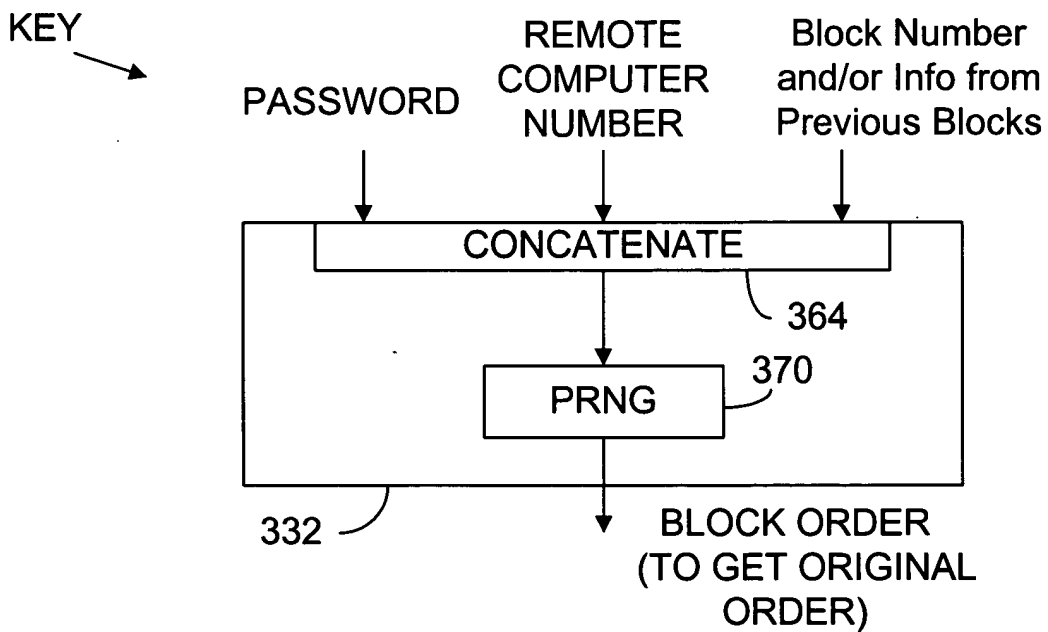 KEY
PASSWORD
REMOTE
COMPUTER
NUMBER
Block Number
and/or Info from
Previous Blocks
CONCATENATE
364
PRNG
370
332
BLOCK ORDER
(TO GET ORIGINAL
ORDER)